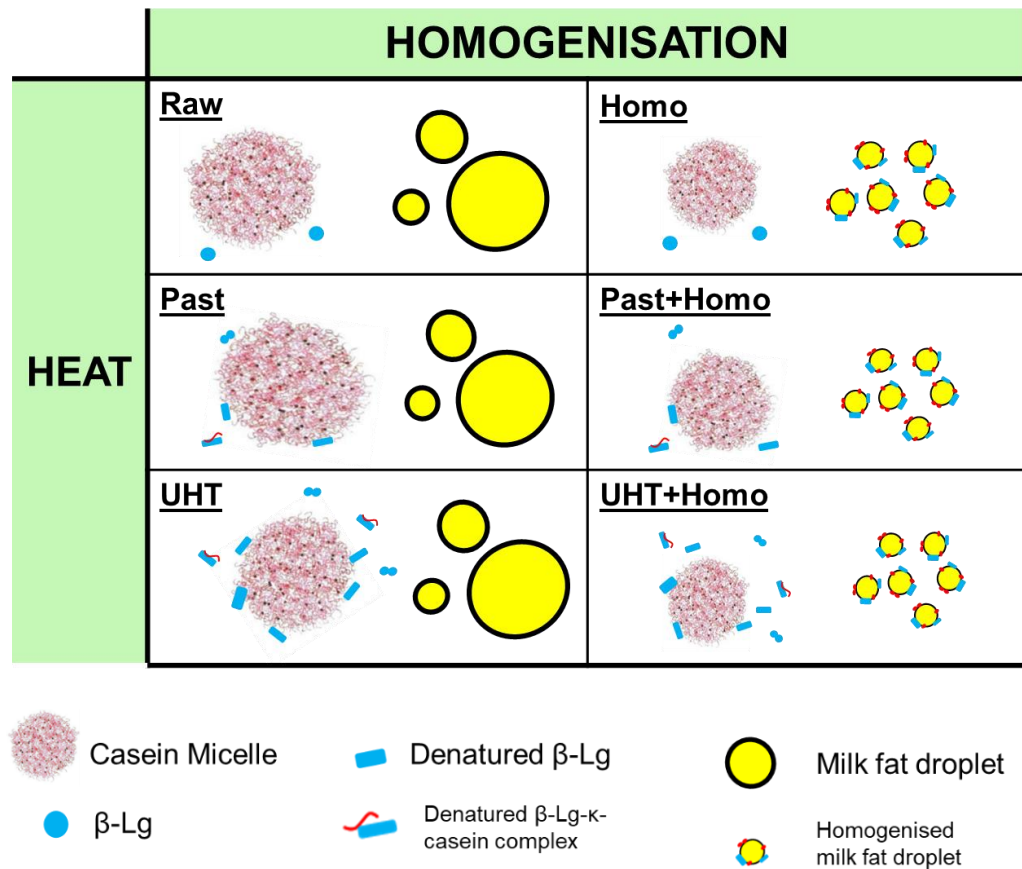 HOMOGENISATION
HEAT
Raw
Homo
Past
Past+Homo
UHT
UHT+Homo
Casein Micelle
Denatured β-Lg
Milk fat droplet
β-Lg
Denatured β-Lg-κ-
casein complex
Homogenised
milk fat droplet